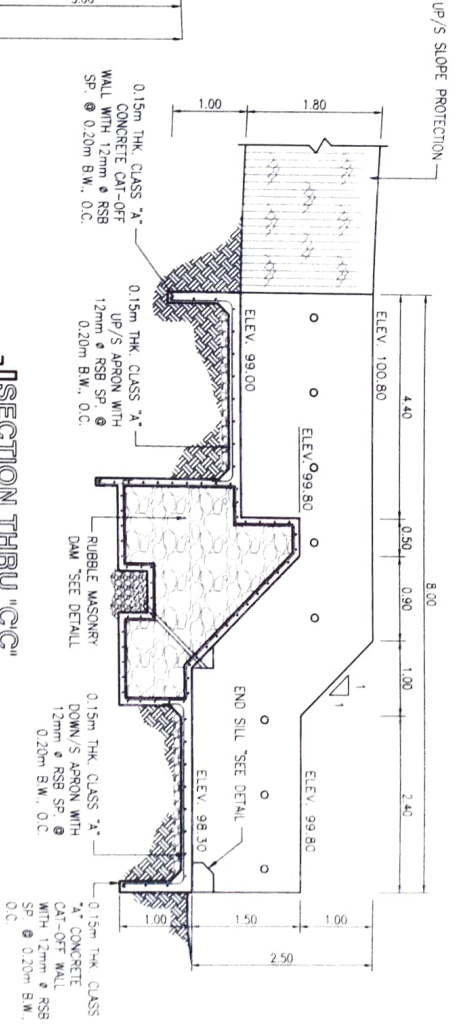 3.60
UP/S SLOPE PROTECTION
1.00
1.80
0.15m THK. CLASS "A"
CONCRETE CAT-OFF
WALL WITH 12mm ø RSB
SP. @ 0.20m B.W., O.C.
0.15m THK. CLASS "A"
UP/S APRON WITH
12mm ø RSB SP. @
0.20m B.W., O.C.
ELEV. 99.00
ELEV. 100.80
ELEV. 99.80
8.00
4.40
0.50
0.90
1.00
2.40
1
1
RUBBLE MASONRY
DAM "SEE DETAILL
END SILL "SEE DETAIL
ELEV. 98.30
ELEV. 99.80
0.15m THK. CLASS "A"
DOWN/S APRON WITH
12mm ø RSB SP. @
0.20m B.W., O.C.
0.15m THK. CLASS
"A" CONCRETE
CAT-OFF WALL
WITH 12mm ø RSB
SP. @ 0.20m B.W.,
O.C.
1.00
1.50
1.00
2.50
SECTION THRU "C'C"